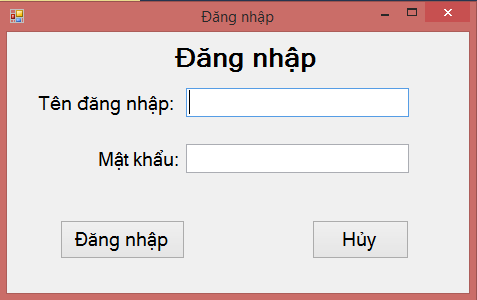 Đăng nhập
Đăng nhập
Tên đăng nhập:
Mật khẩu:
Đăng nhập Hủy